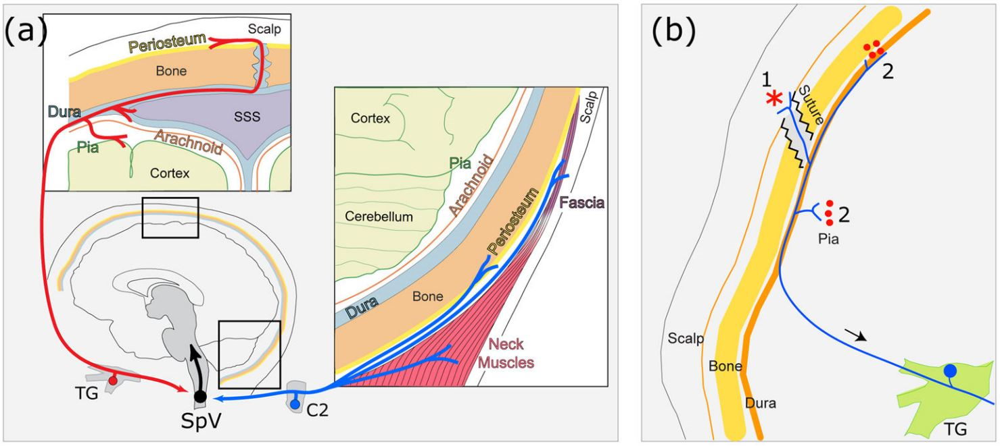 (a)
Scalp
Periosteum
Bone
Dura
SSS
Pia
Arachnoid
Cortex
TG
SpV
C2
Cortex
Scalp
Pia
Arachnoid
Fascia
Cerebellum
Periosteum
Dura
Bone
Neck
Muscles
(b)
1
*
Suture
2
2
Pia
Scalp
Bone
Dura
TG